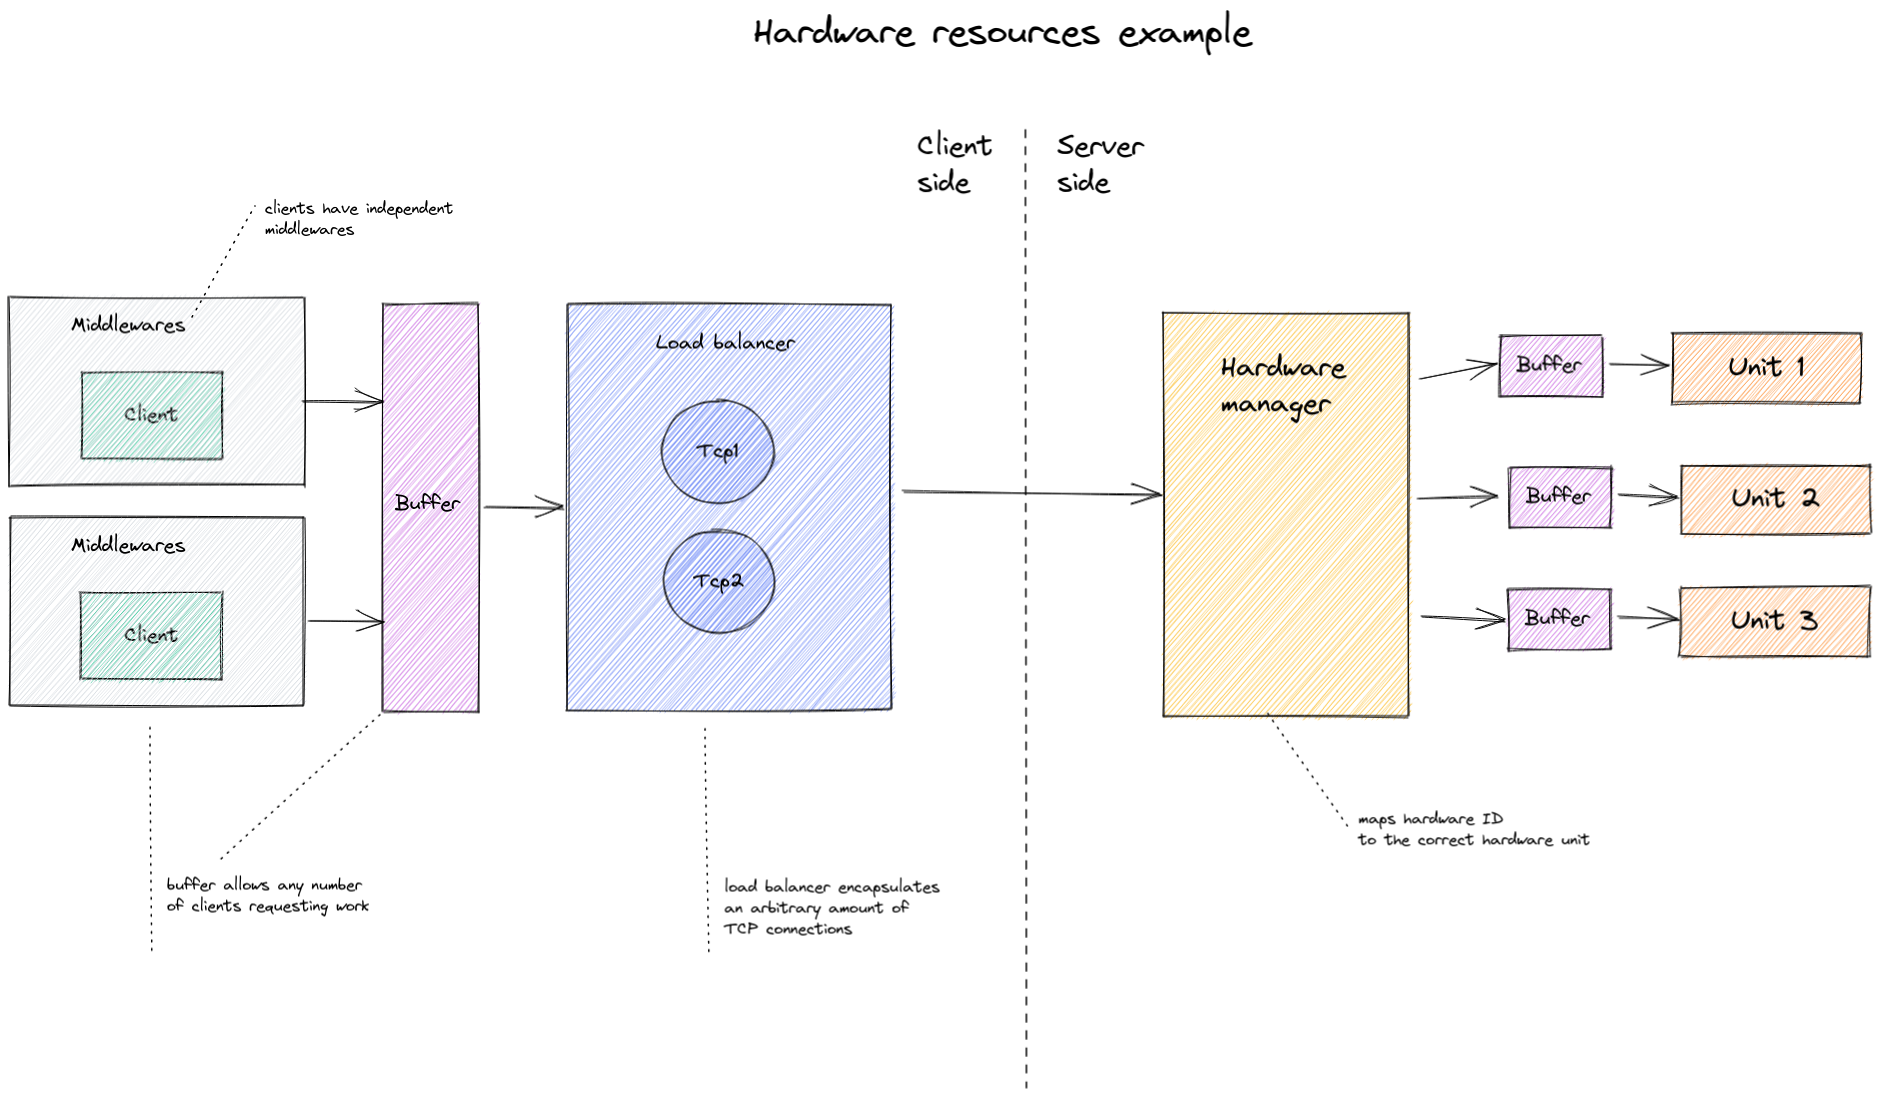 Hardware resources example
Client
side
Server
side
clients have independent
middlewares
Middlewares
Client
Middlewares
Client
Buffer
Load balancer
Tcp1
Tcp2
Hardware
manager
Buffer
Unit 1
Buffer
Unit 2
Buffer
Unit 3
buffer allows any number
of clients requesting work
load balancer encapsulates
an arbitrary amount of
TCP connections
maps hardware ID
to the correct hardware unit